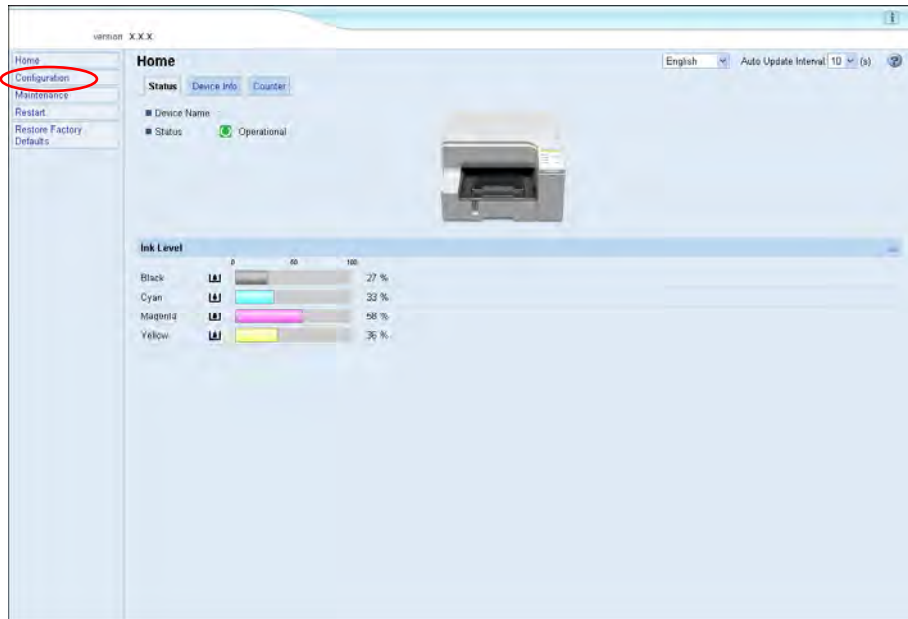 version X.X.X
Home
Configuration
Maintenance
Restart
Restore Factory
Defaults
Home
English
Auto Update Interval 10 (s)
Status
Device Info
Counter
Device Name
Status
Operational
Ink Level
0
100
Black 27 %
Cyan 33 %
Magenta 58 %
Yellow 36 %